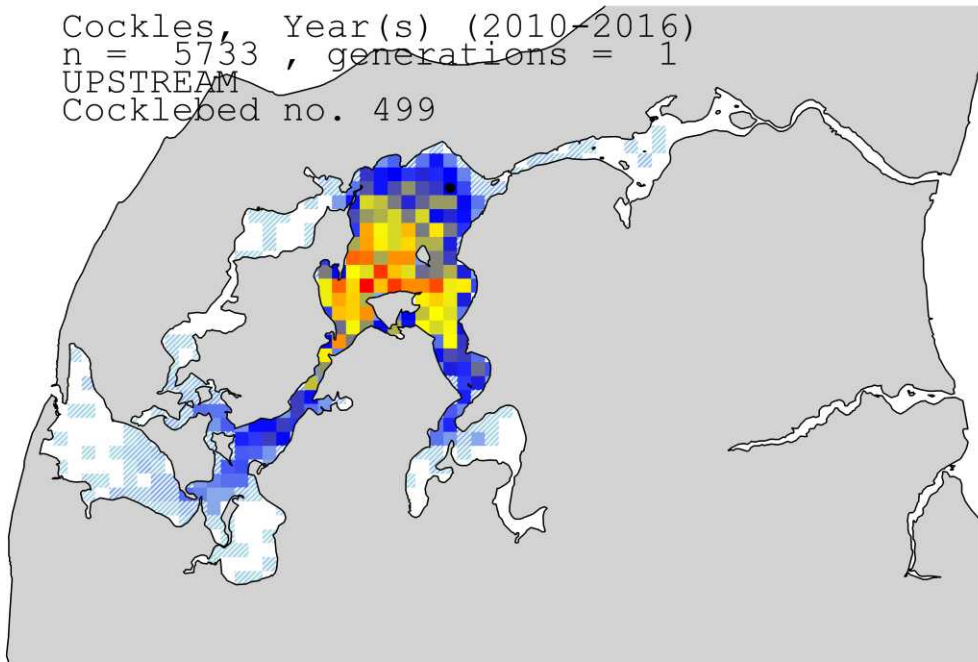 Cockles, Year(s) (2010-2016)
n = 5733 , generations = 1
UPSTREAM
Cocklebed no. 499